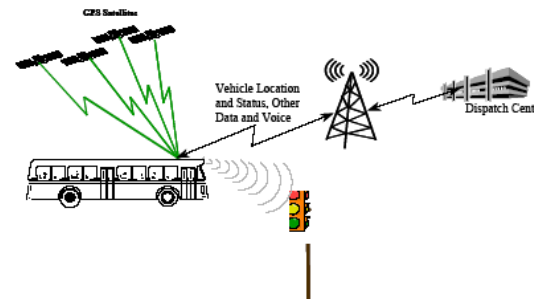 GPS Satellites
Vehicle Location
and Status, Other
Data and Voice
Dispatch Cent